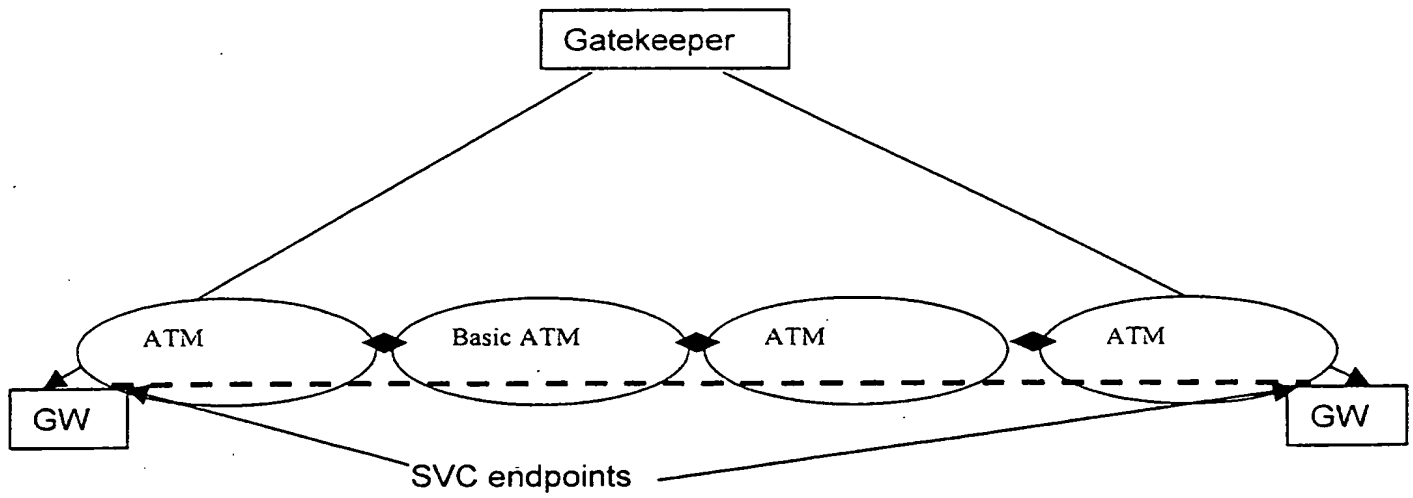 Gatekeeper
ATM
Basic ATM
ATM
ATM
GW
GW
SVC endpoints